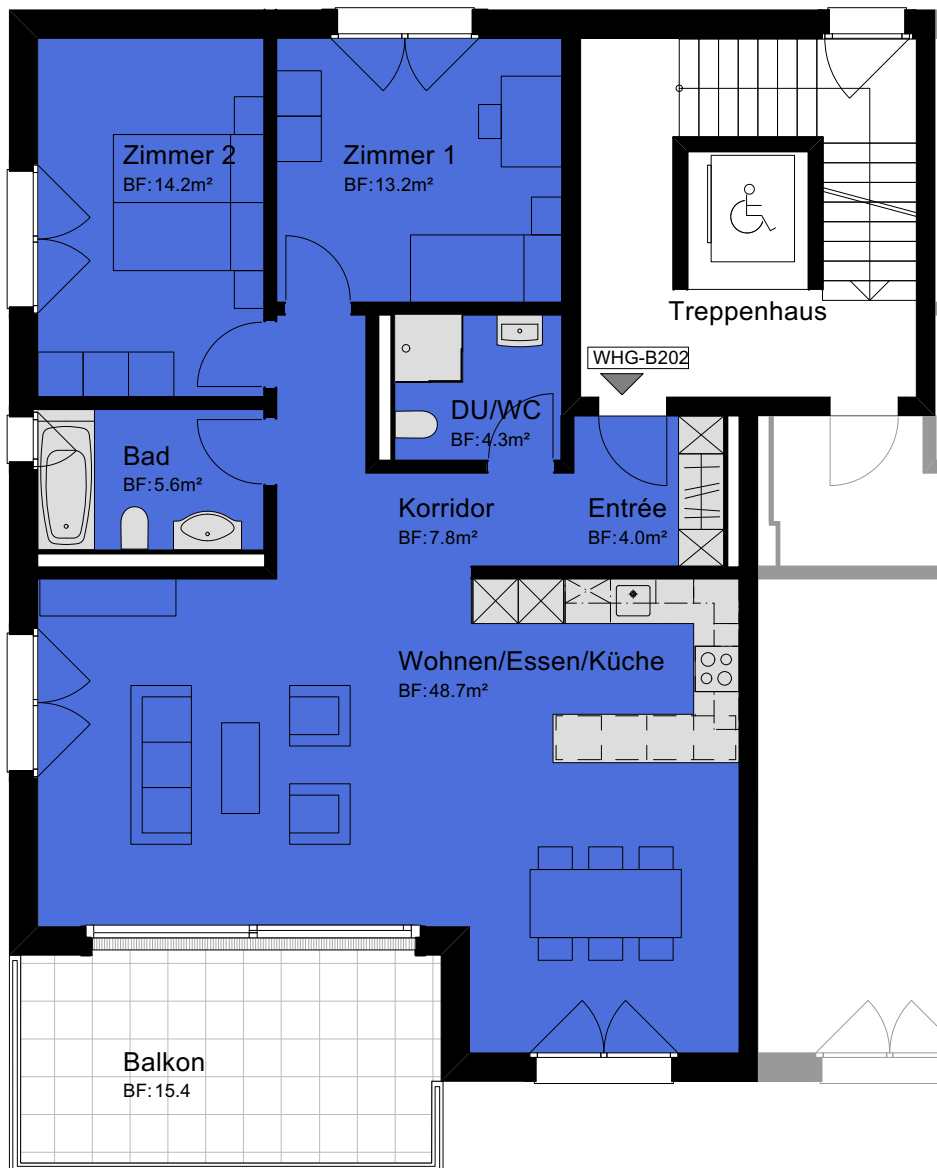 Zimmer 2
BF:14.2m²
Zimmer 1
BF:13.2m²
Treppenhaus
WHG-B202
DU/WC
BF:4.3m²
Bad
BF:5.6m²
Korridor
BF:7.8m²
Entrée
BF:4.0m²
Wohnen/Essen/Küche
BF:48.7m²
Balkon
BF:15.4